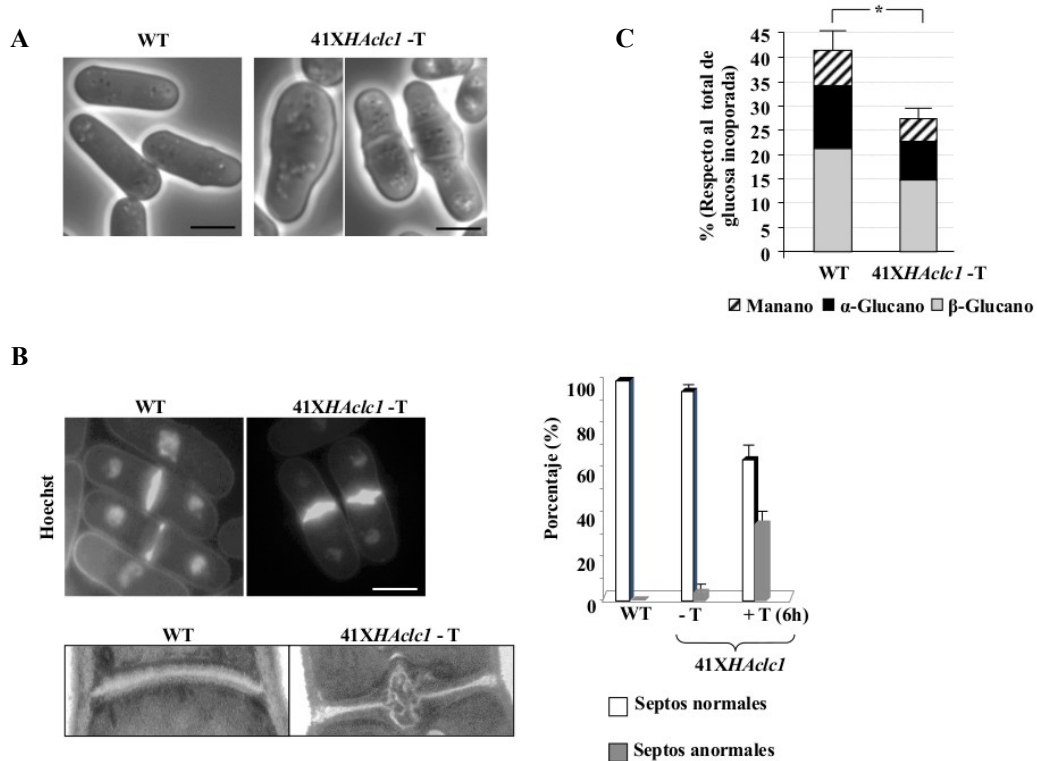 A
WT
41XHAclc1 -T
C
*
% (Respecto al total de
glucosa incoporada)
45
40
35
30
25
20
15
10
5
0
WT
41XHAclc1 -T
Manano
α-Glucano
β-Glucano
B
WT
41XHAclc1 -T
Hoechst
WT
41XHAclc1 - T
Porcentaje (%)
100
80
60
40
20
0
WT
- T
+ T (6h)
41XHAclc1
Septos normales
Septos anormales